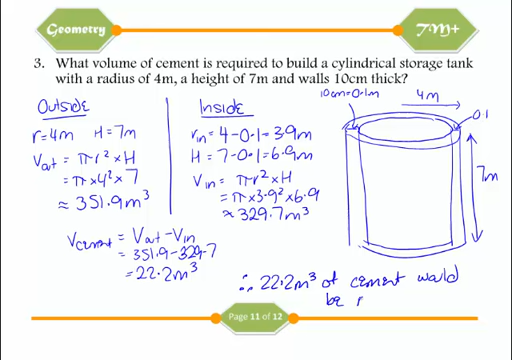 Geometry
7M+
3. What volume of cement is required to build a cylindrical storage tank
with a radius of 4m, a height of 7m and walls 10cm thick?
Outside
r=4m H=7m
Vout = πr² × H
= π×4²×7
≈ 351.9m³
Inside
rin = 4-0.1=3.9m
H = 7-0.1=6.9m
Vin = πr² × H
= π×3.9²×6.9
≈ 329.7m³
10cm=0.1m
4m
0.1
7m
Vcement = Vout - Vin
= 351.9-329.7
= 22.2m³
∴ 22.2m³ of cement would
be r
Page 11 of 12